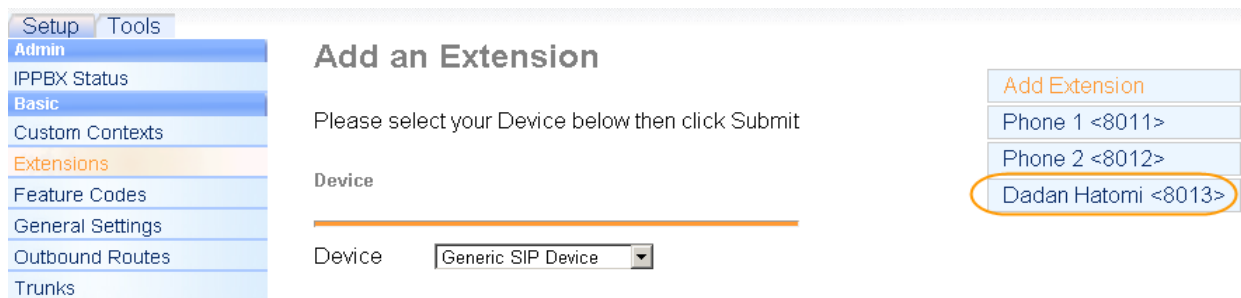 Setup Tools
Admin
IPPBX Status
Basic
Custom Contexts
Extensions
Feature Codes
General Settings
Outbound Routes
Trunks
Add an Extension
Please select your Device below then click Submit
Device
Device Generic SIP Device
Add Extension
Phone 1 <8011>
Phone 2 <8012>
Dadan Hatomi <8013>